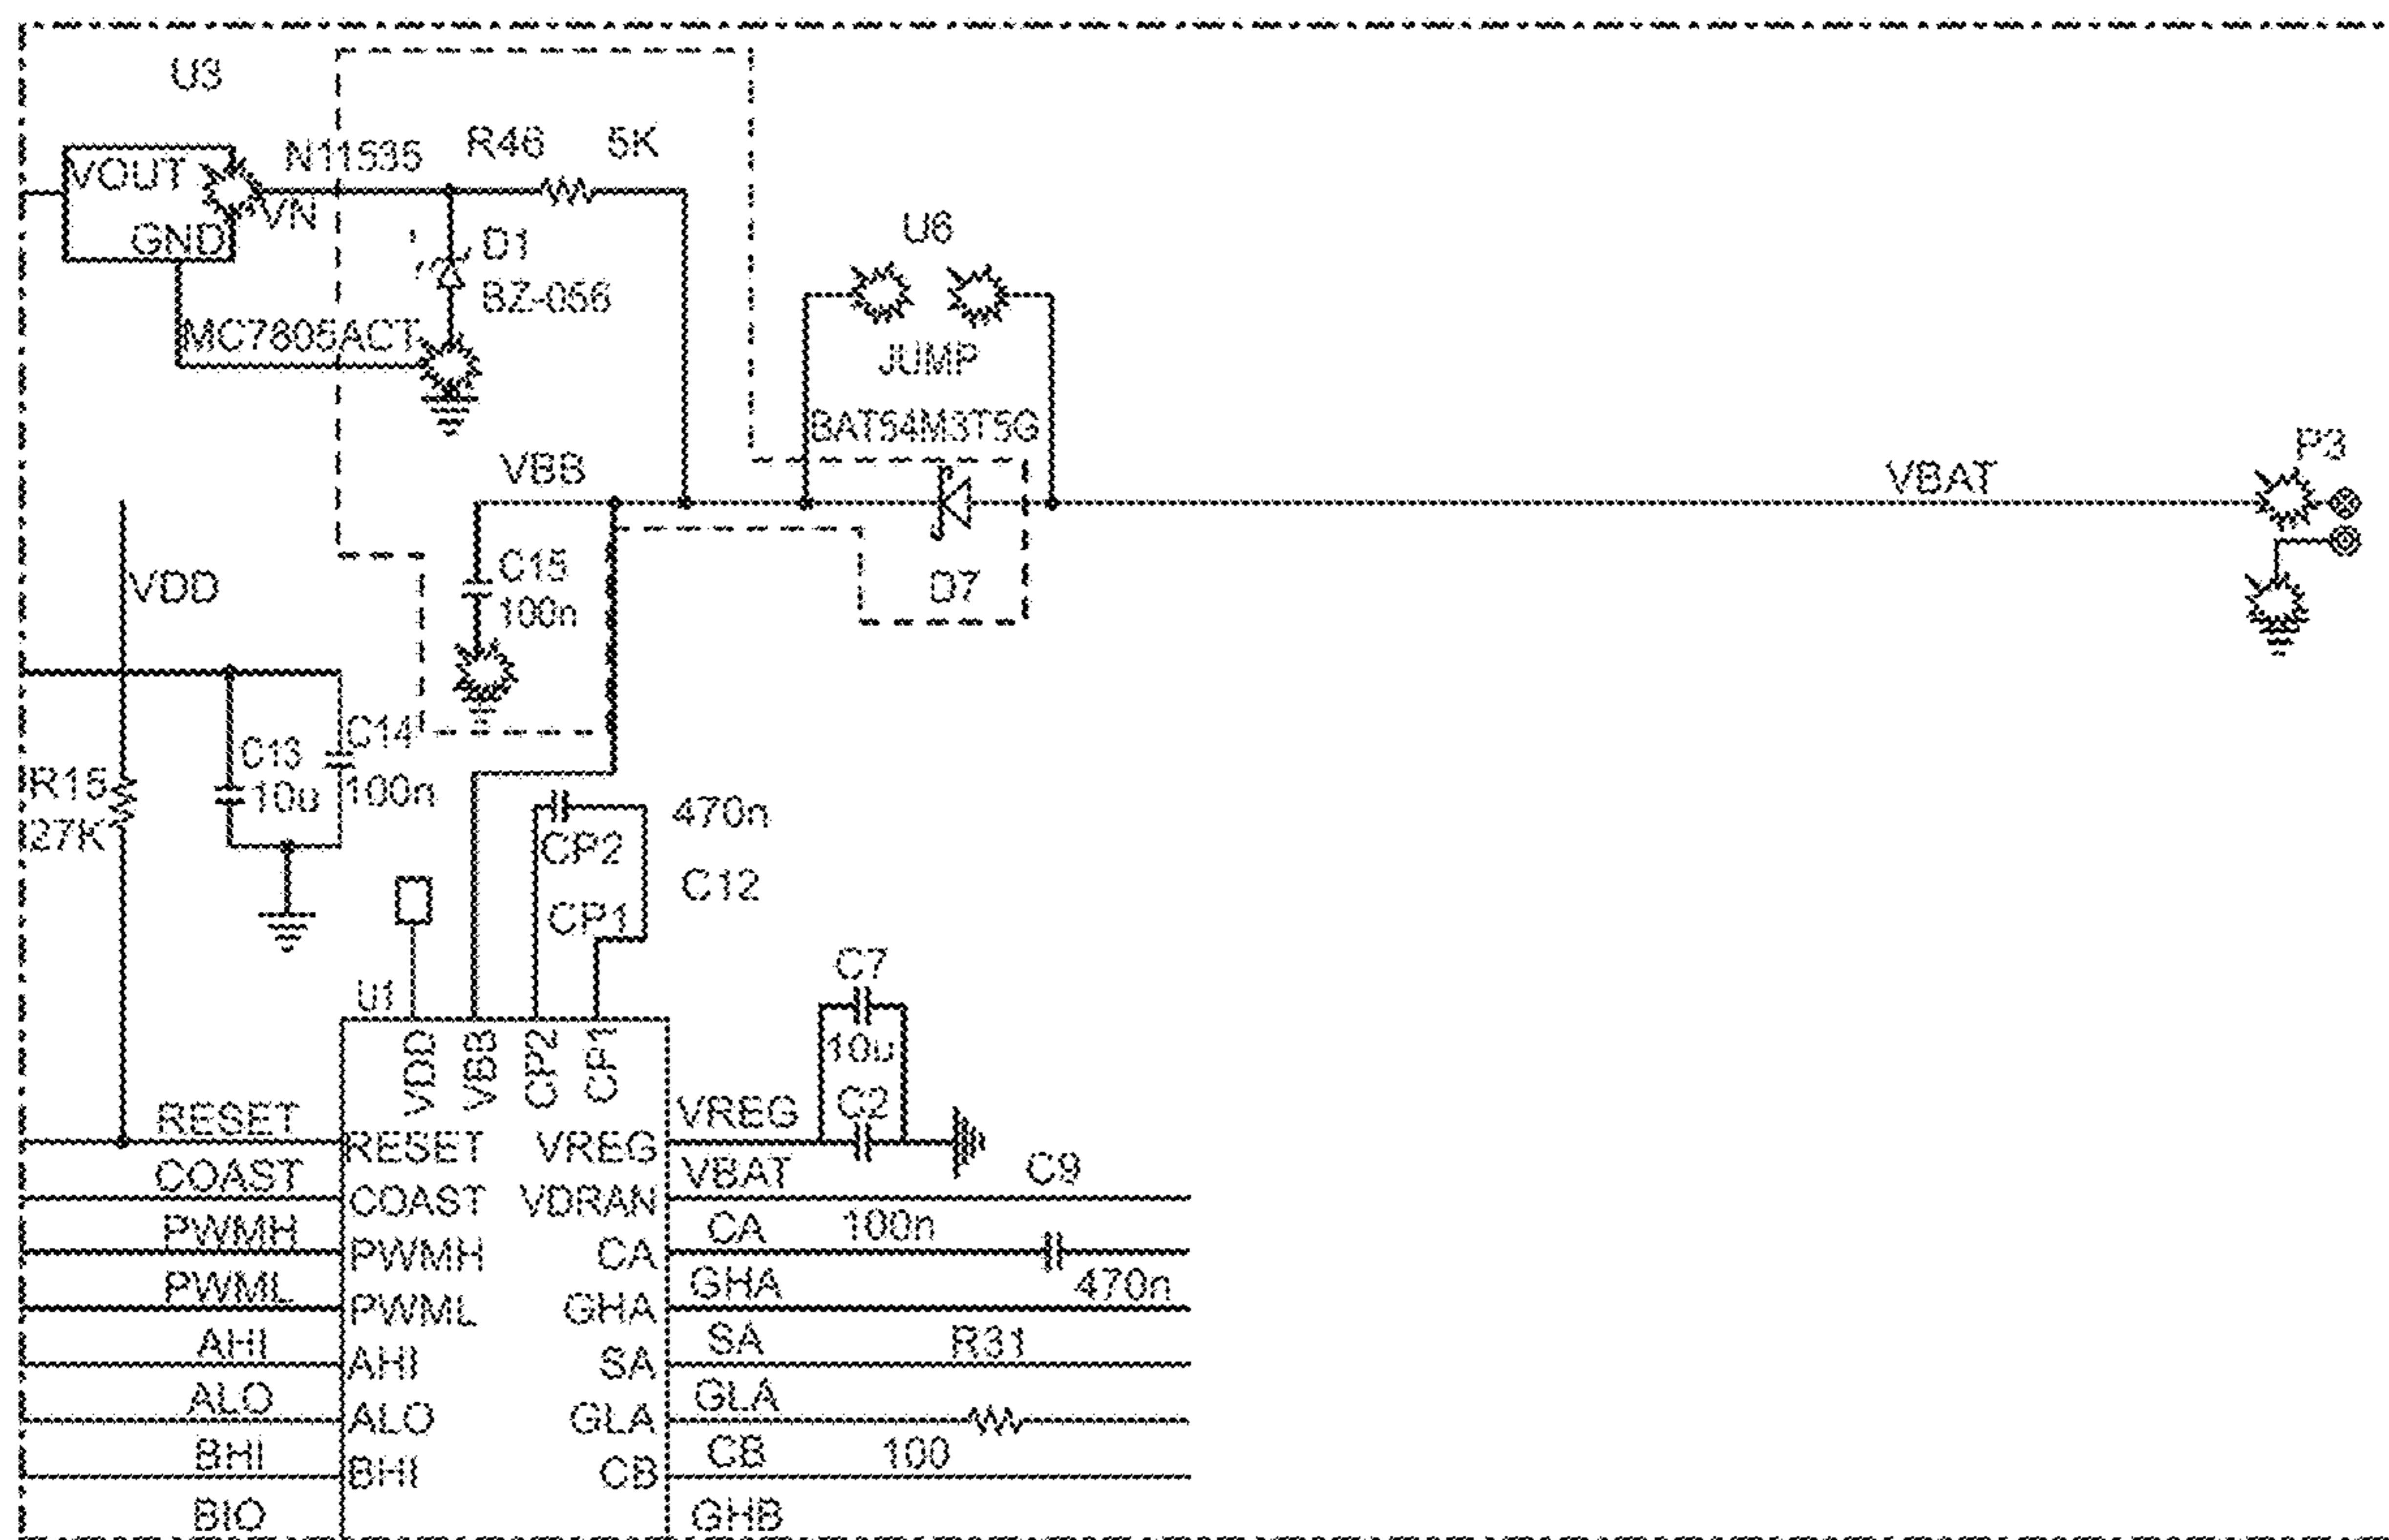 U3
VOUT
N11535
R46
5K
VN
GND
D1
BZ-056
MC7805ACT
U6
JUMP
BAT54M3T5G
VBB
VBAT
P3
VDD
C15
100n
D7
C14
100n
C13
10u
R15
27K
470n
CP2
C12
CP1
C7
10u
C2
U1
VDD
VBB
CP2
CP1
RESET
RESET
VREG
VREG
COAST
COAST
VDRAN
VBAT
C9
PWMH
PWMH
CA
CA
100n
PWML
PWML
GHA
GHA
470n
AHI
AHI
SA
SA
R31
ALO
ALO
GLA
GLA
BHI
BHI
CB
CB
100
BIO
GHB